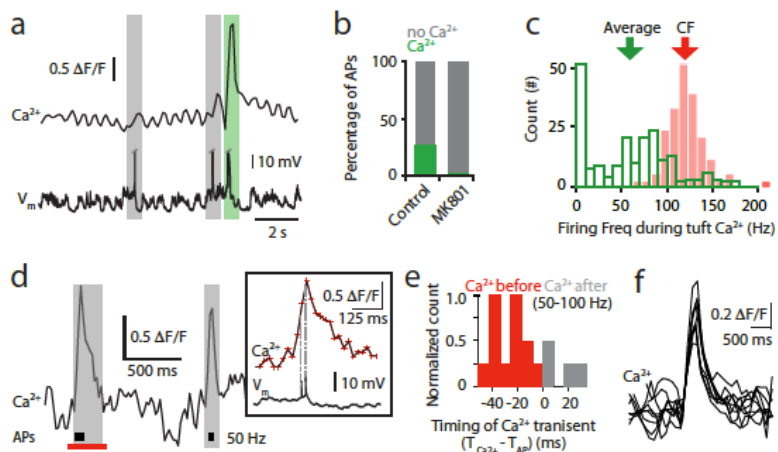 a
0.5 ΔF/F
Ca²⁺
10 mV
Vm
2 s
b
no Ca²⁺
Ca²⁺
Percentage of APs
100
50
0
Control
MK801
c
Average
CF
Count (#)
50
25
0
0
50
100
150
200
Firing Freq during tuft Ca²⁺ (Hz)
d
0.5 ΔF/F
500 ms
Ca²⁺
APs
50 Hz
0.5 ΔF/F
125 ms
Ca²⁺
Vm
10 mV
e
Ca²⁺ before
Ca²⁺ after
(50-100 Hz)
Normalized count
1.0
0.5
0
-40
-20
0
20
Timing of Ca²⁺ tranisent
(TCa²⁺ - TAP) (ms)
f
0.2 ΔF/F
500 ms
Ca²⁺